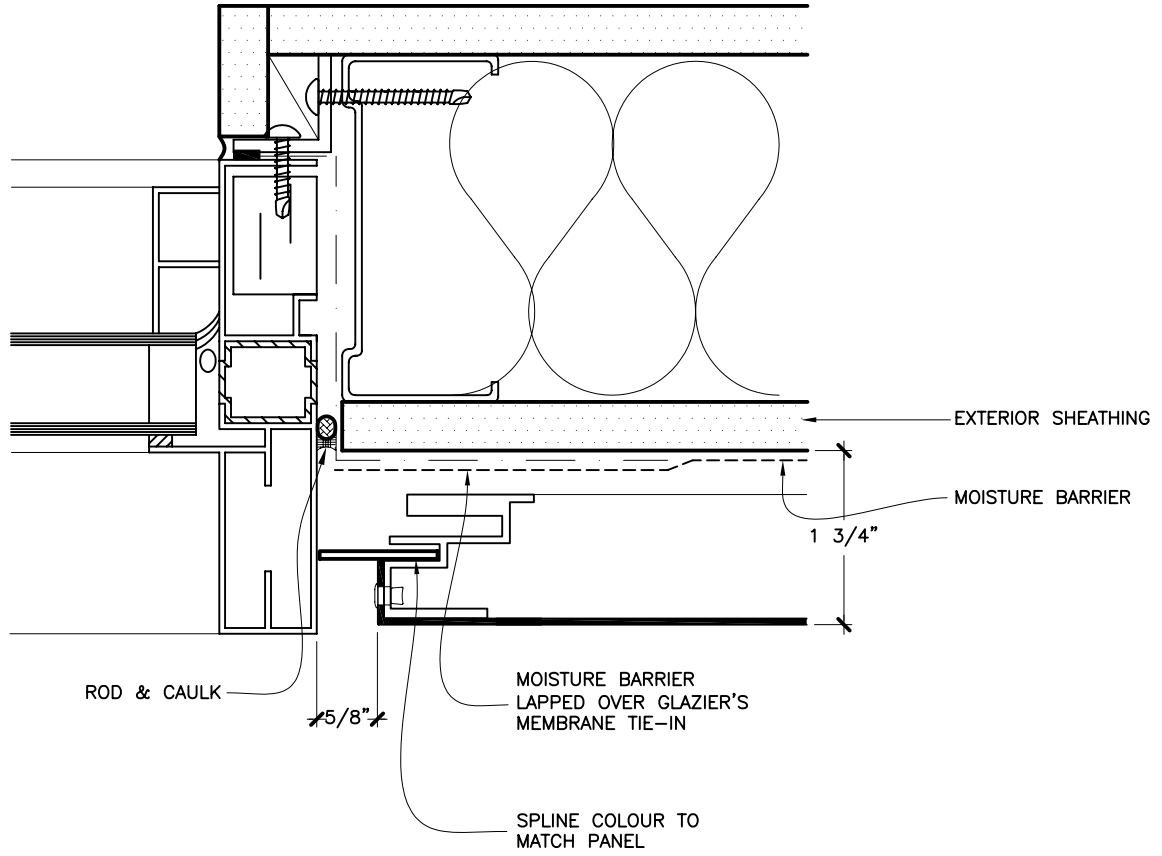 EXTERIOR SHEATHING
MOISTURE BARRIER
1 3/4"
ROD & CAULK
5/8"
MOISTURE BARRIER
LAPPED OVER GLAZIER'S
MEMBRANE TIE-IN
SPLINE COLOUR TO
MATCH PANEL